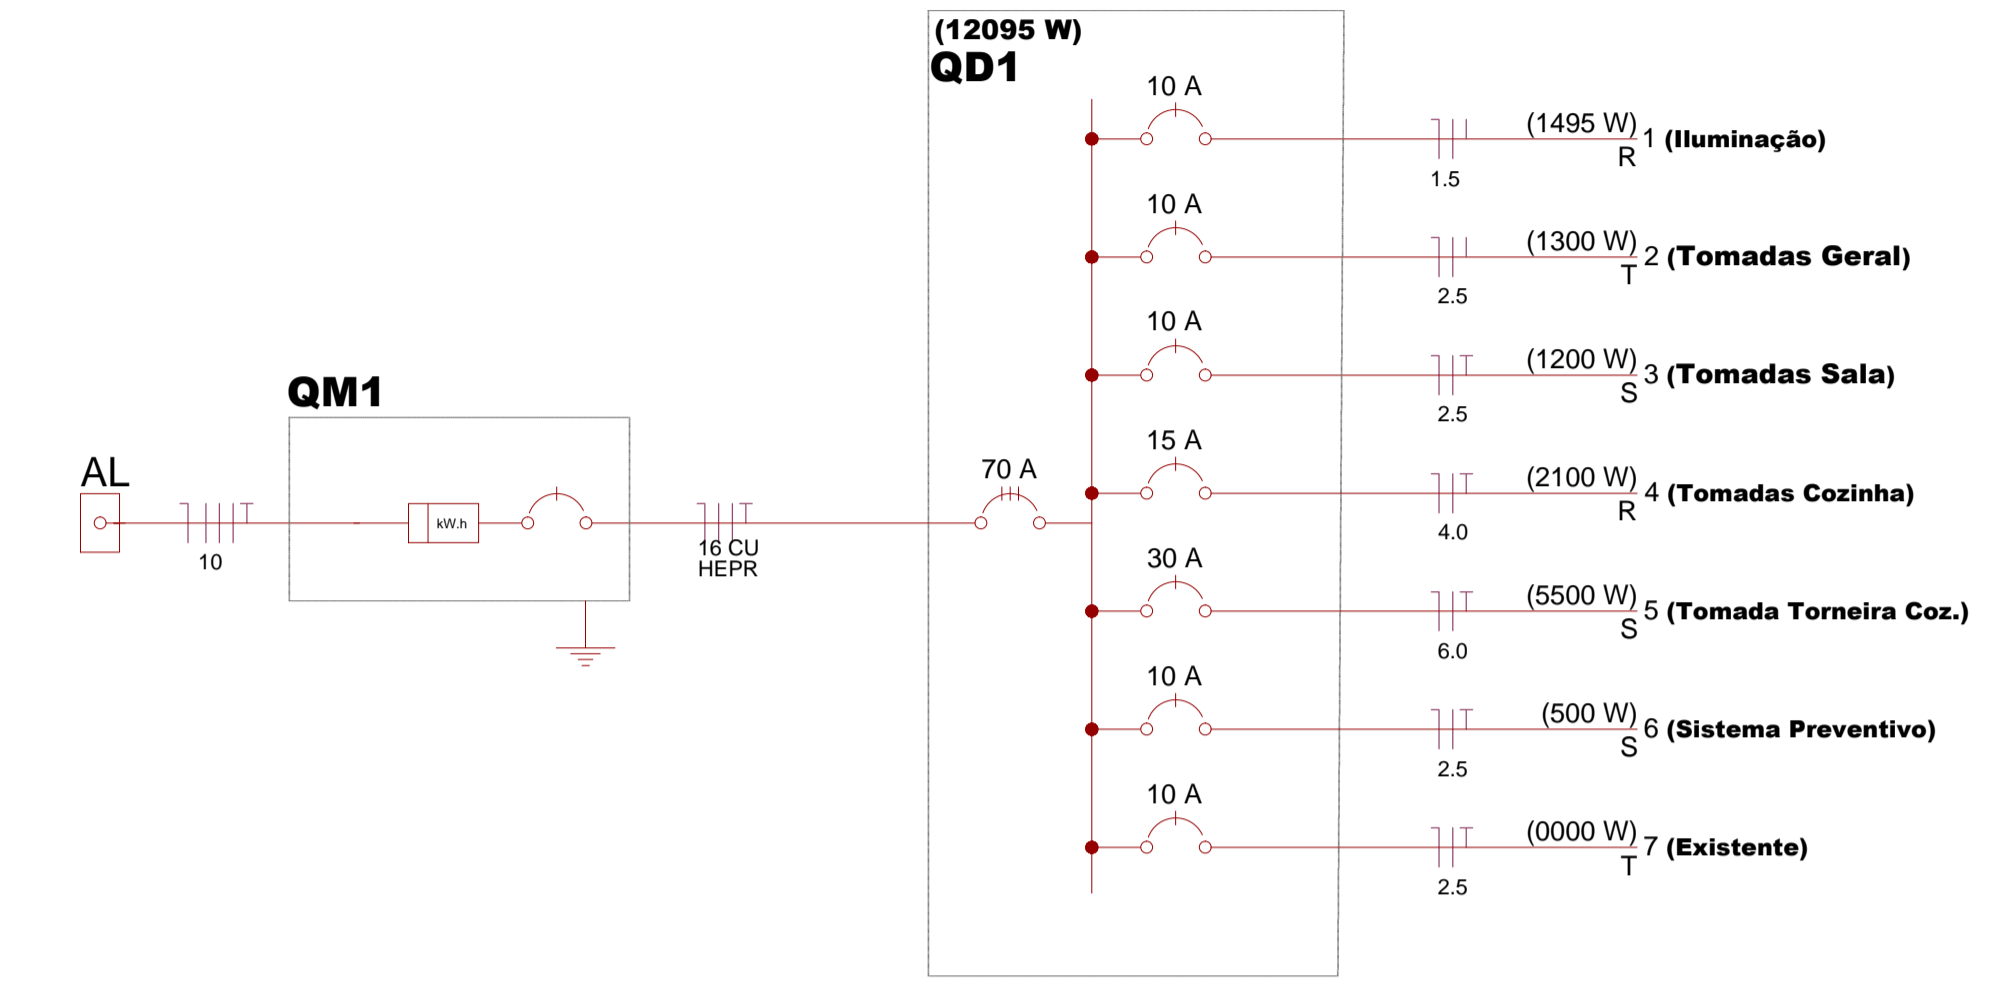 (12095 W)
QD1
10 A
(1495 W)
1 (Iluminação)
R
1.5
10 A
(1300 W)
2 (Tomadas Geral)
T
2.5
10 A
(1200 W)
3 (Tomadas Sala)
S
2.5
QM1
15 A
(2100 W)
4 (Tomadas Cozinha)
R
4.0
AL
70 A
kW.h
10
16 CU
HEPR
30 A
(5500 W)
5 (Tomada Torneira Coz.)
S
6.0
10 A
(500 W)
6 (Sistema Preventivo)
S
2.5
10 A
(0000 W)
7 (Existente)
T
2.5